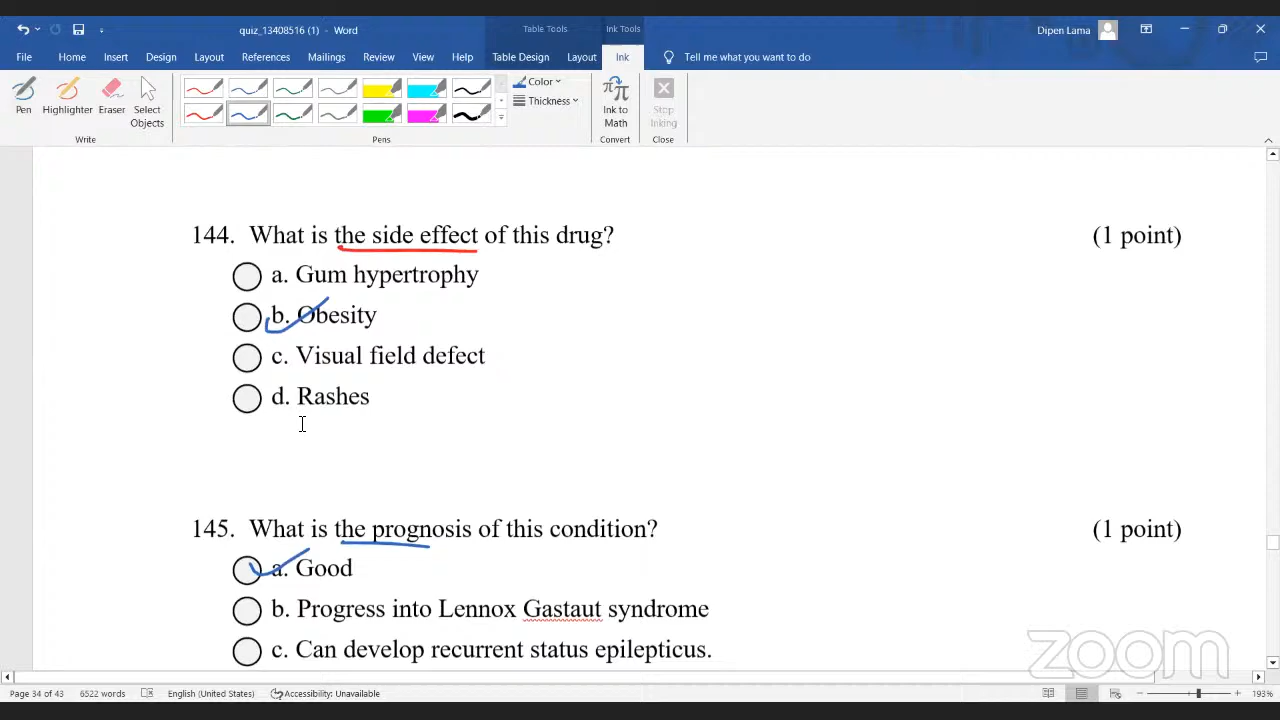 quiz_13408516 (1) - Word
Table Tools
Ink Tools
Dipen Lama
File Home Insert Design Layout References Mailings Review View Help Table Design Layout Ink Tell me what you want to do
Pen Highlighter Eraser Select Objects
Color
Thickness
Ink to Math
Stop Inking
Write
Pens
Convert
Close
144. What is the side effect of this drug? (1 point)
a. Gum hypertrophy
b. Obesity
c. Visual field defect
d. Rashes
145. What is the prognosis of this condition? (1 point)
a. Good
b. Progress into Lennox Gastaut syndrome
c. Can develop recurrent status epilepticus.
zoom
Page 34 of 43 6522 words English (United States) Accessibility: Unavailable 193%